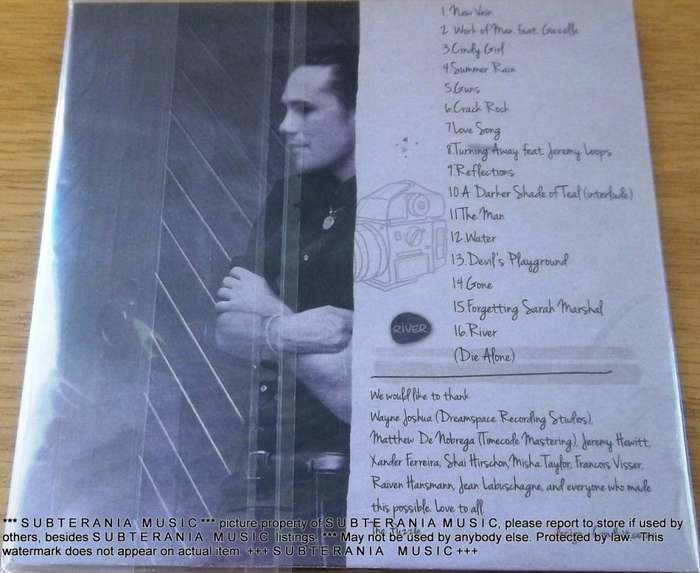 1. New Vein
2. Work of Man feat. Gazelle
3.Cindy Girl
4.Summer Rain
5.Guns
6.Crack Rock
7.Love Song
8.Turning Away feat. Jeremy Loops
9.Reflections
10.A Darker Shade of Teal (interlude)
11.The Man
12.Water
13.Devil's Playground
14.Gone
15.Forgetting Sarah Marshal
RIVER
16.River
(Die Alone)
We would like to thank
Wayne Joshua (Dreamspace Recording Studios),
Matthew De Nobrega (Timecode Mastering), Jeremy Hewitt,
Xander Ferreira, Shai Hirschon, Misha Taylor, Francois Visser,
Raiven Hansmann, Jean Labuschagne, and everyone who made
this possible. Love to all.
*** S U B T E R A N I A M U S I C *** picture property of S U B T E R A N I A M U S I C, please report to store if used by
others, besides S U B T E R A N I A M U S I C listings. *** May not be used by anybody else. Protected by law. This
watermark does not appear on actual item. +++ S U B T E R A N I A M U S I C +++